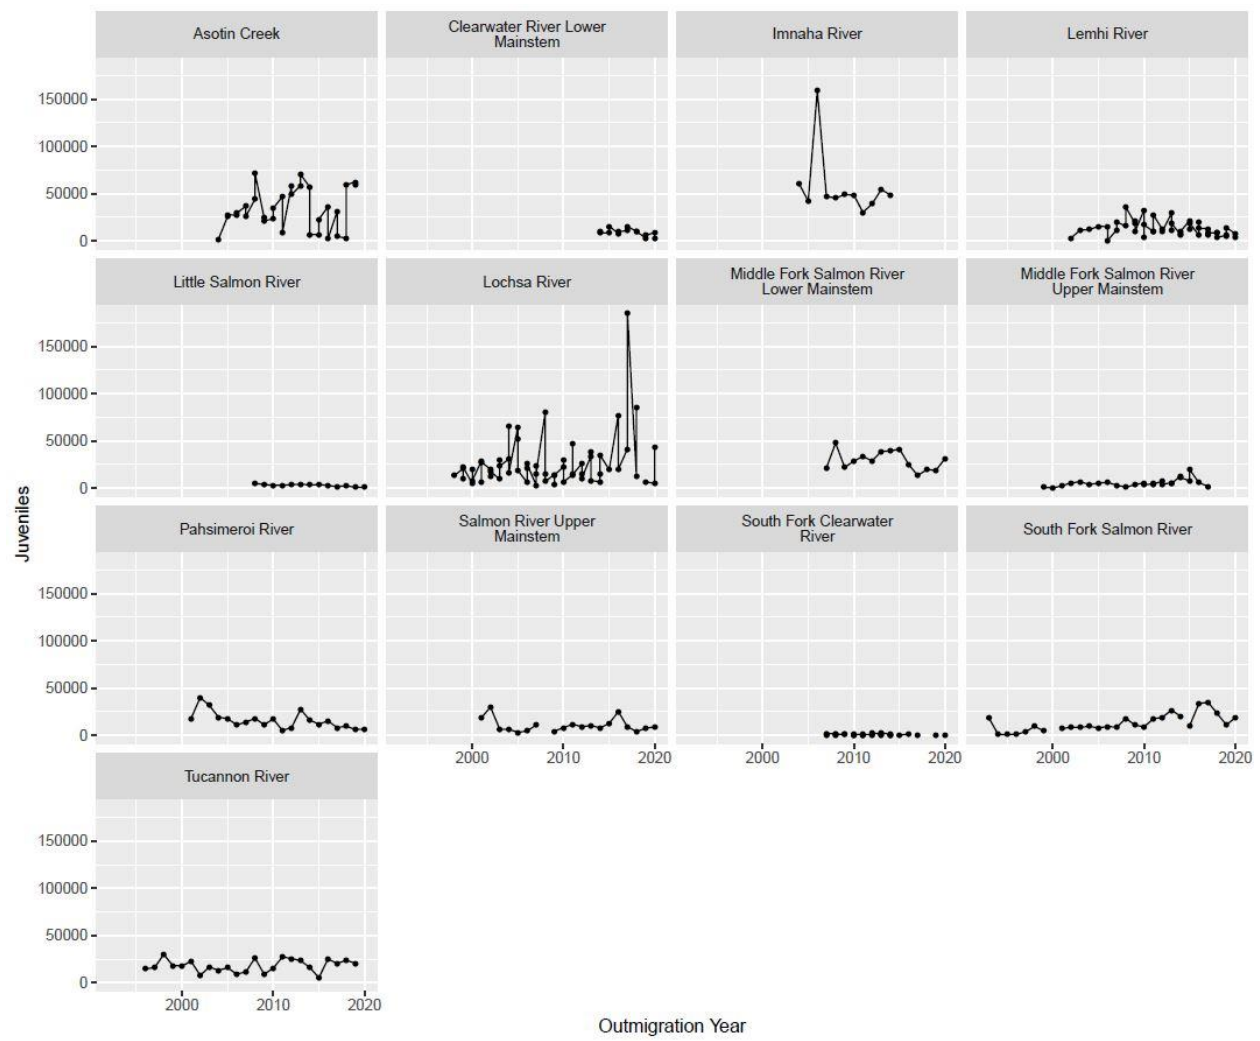 Asotin Creek
Clearwater River Lower
Mainstem
Imnaha River
Lemhi River
150000
100000
50000
0
Little Salmon River
Lochsa River
Middle Fork Salmon River
Lower Mainstem
Middle Fork Salmon River
Upper Mainstem
150000
100000
50000
0
Juveniles
Pahsimeroi River
Salmon River Upper
Mainstem
South Fork Clearwater
River
South Fork Salmon River
150000
100000
50000
0
2000 2010 2020
2000 2010 2020
2000 2010 2020
Tucannon River
150000
100000
50000
0
2000 2010 2020
Outmigration Year